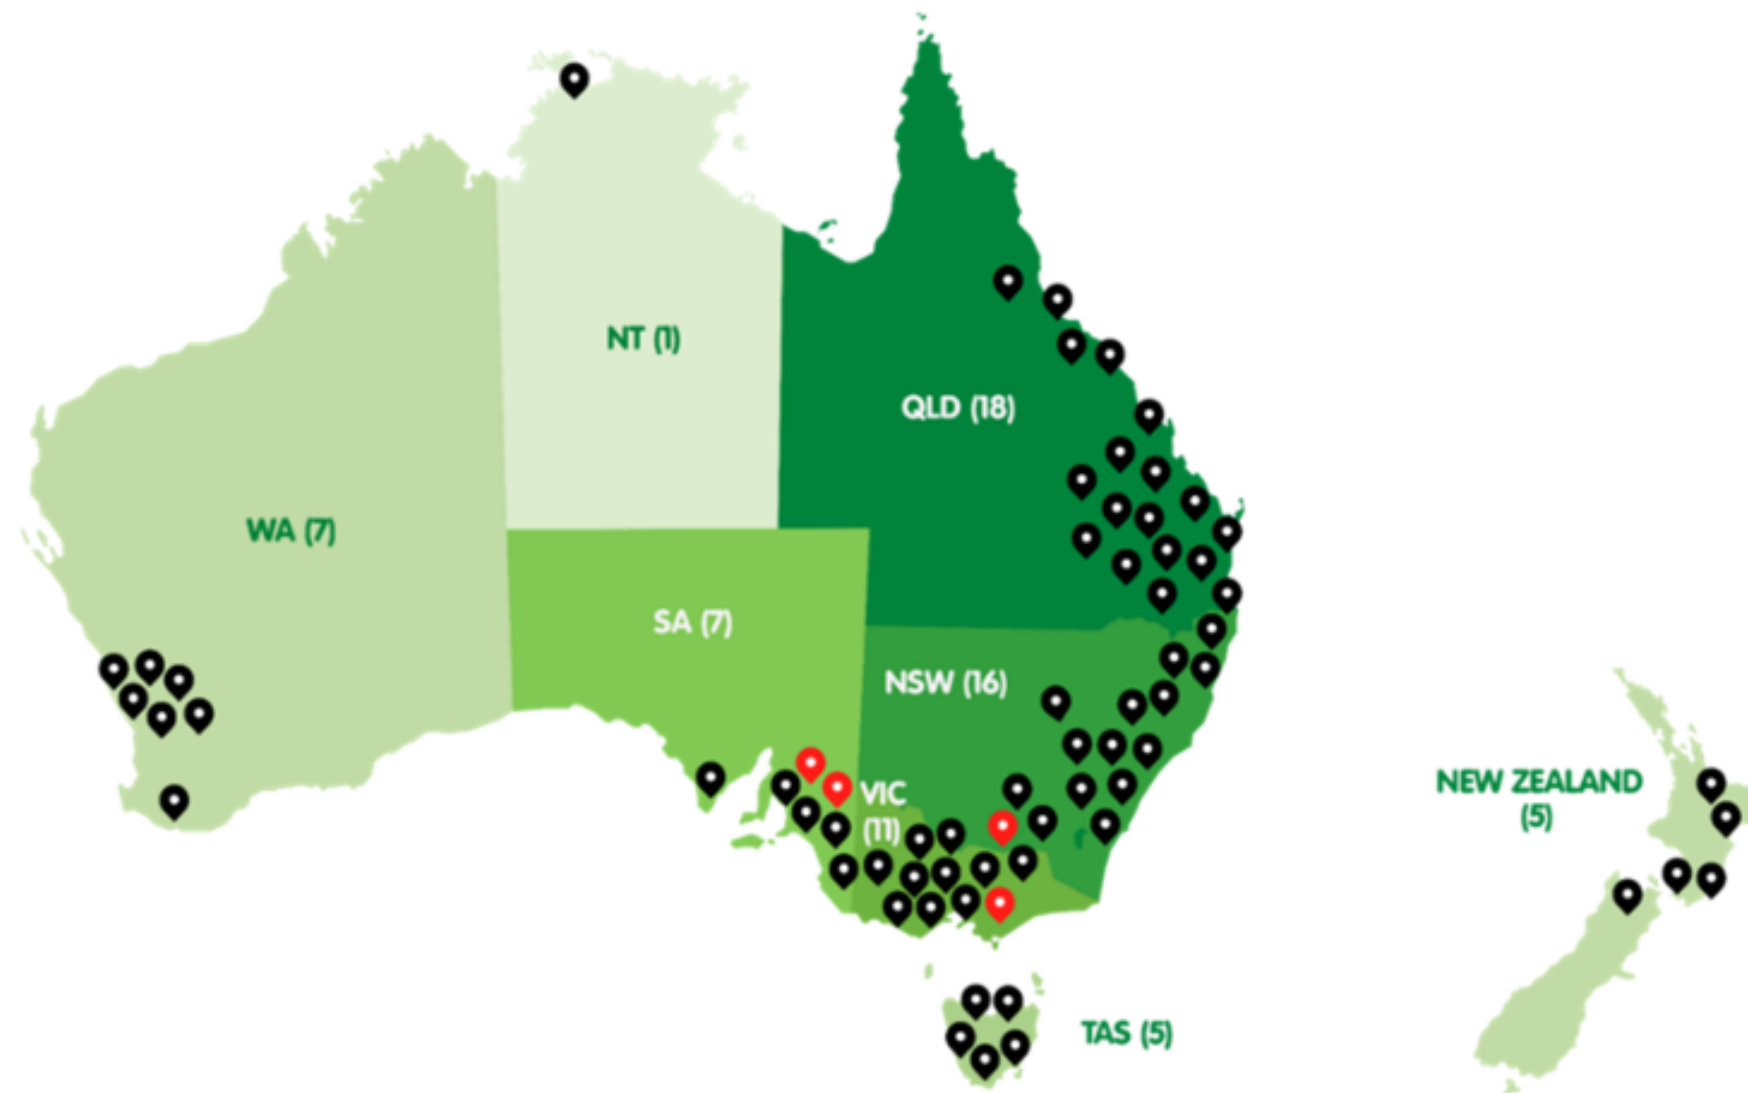 NT (1)
QLD (18)
WA (7)
SA (7)
NSW (16)
VIC
(11)
NEW ZEALAND
(5)
TAS (5)